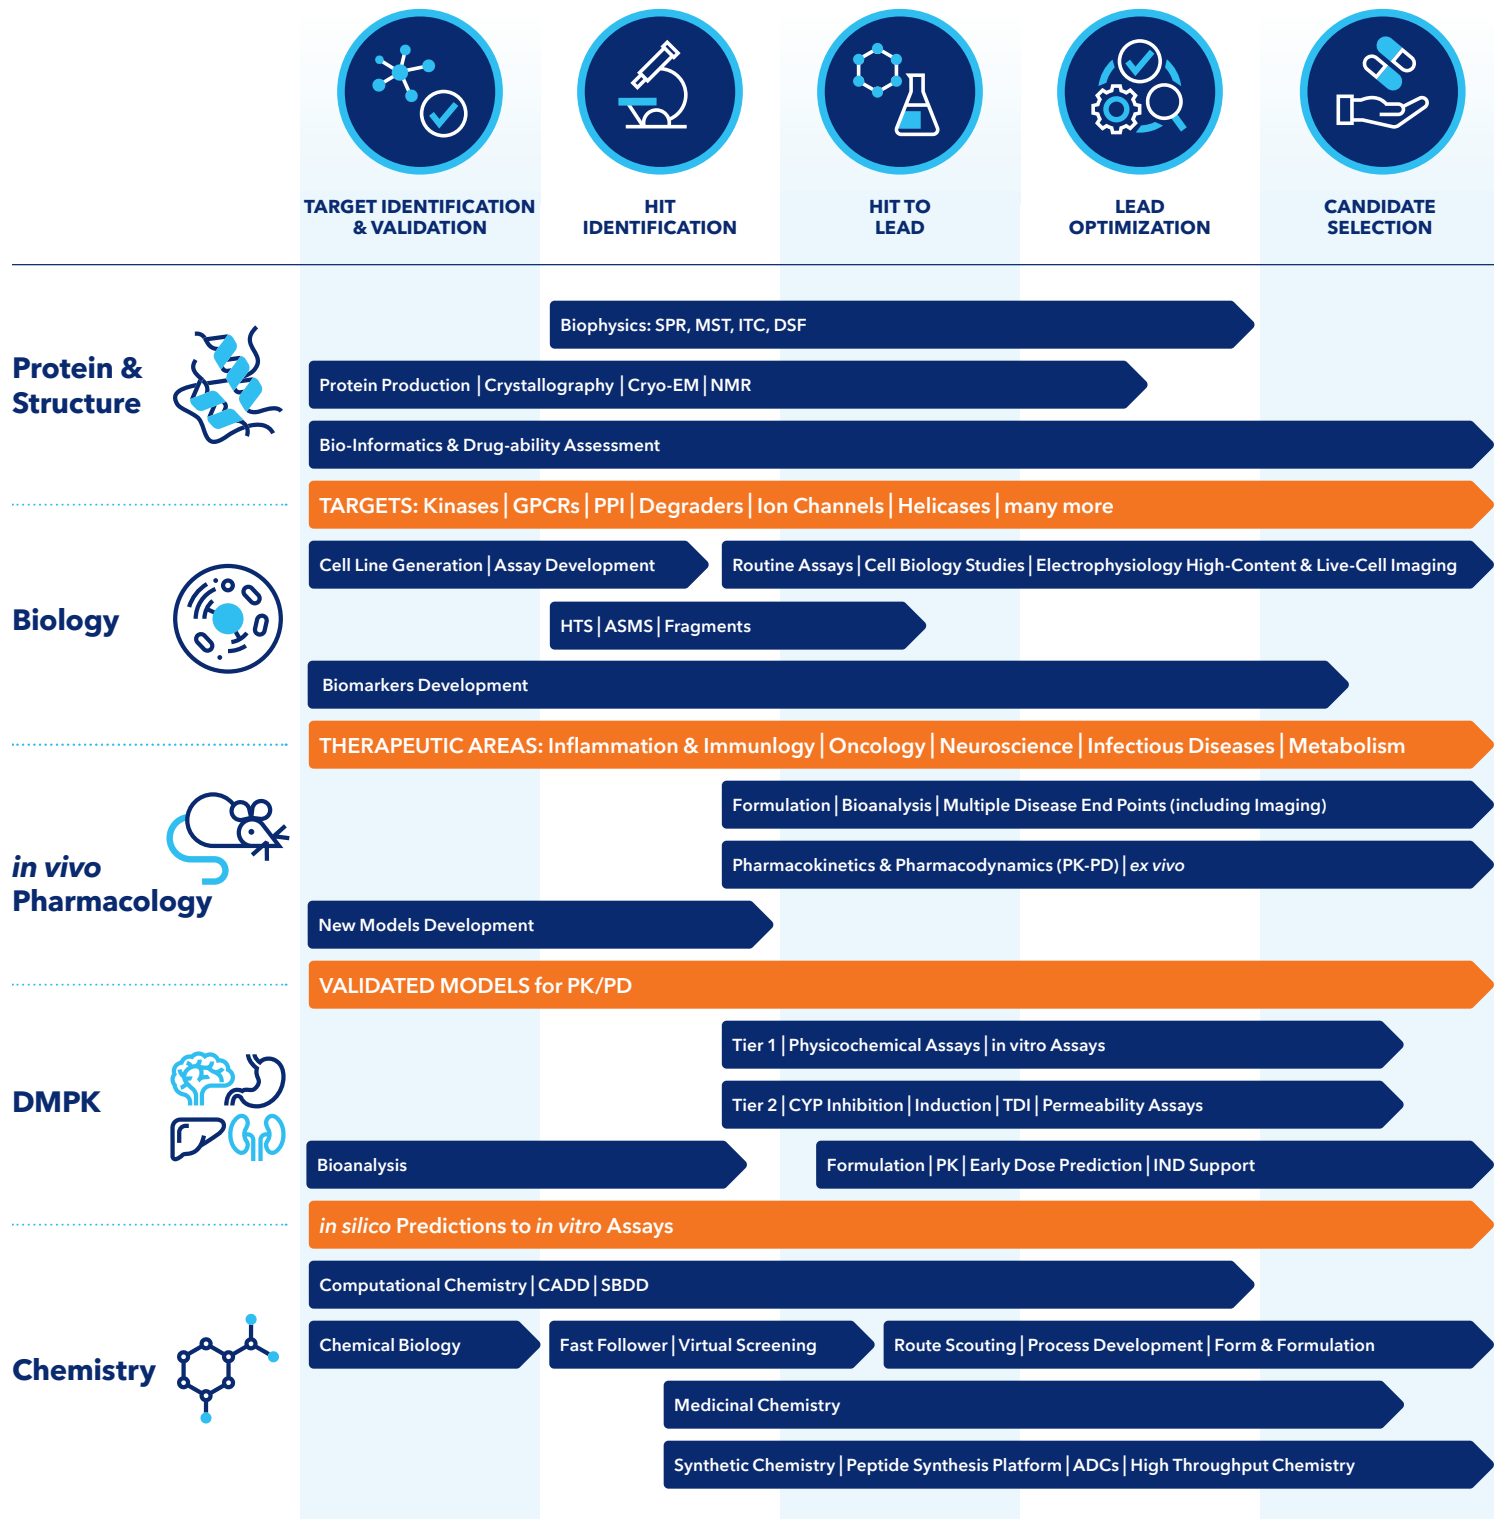 TARGET IDENTIFICATION
& VALIDATION
HIT
IDENTIFICATION
HIT TO
LEAD
LEAD
OPTIMIZATION
CANDIDATE
SELECTION
Protein &
Structure
Biophysics: SPR, MST, ITC, DSF
Protein Production | Crystallography | Cryo-EM | NMR
Bio-Informatics & Drug-ability Assessment
TARGETS: Kinases | GPCRs | PPI | Degraders | Ion Channels | Helicases | many more
Biology
Cell Line Generation | Assay Development
Routine Assays | Cell Biology Studies | Electrophysiology High-Content & Live-Cell Imaging
HTS | ASMS | Fragments
Biomarkers Development
THERAPEUTIC AREAS: Inflammation & Immunlogy | Oncology | Neuroscience | Infectious Diseases | Metabolism
in vivo
Pharmacology
Formulation | Bioanalysis | Multiple Disease End Points (including Imaging)
Pharmacokinetics & Pharmacodynamics (PK-PD) | ex vivo
New Models Development
VALIDATED MODELS for PK/PD
DMPK
Tier 1 | Physicochemical Assays | in vitro Assays
Tier 2 | CYP Inhibition | Induction | TDI | Permeability Assays
Bioanalysis
Formulation | PK | Early Dose Prediction | IND Support
in silico Predictions to in vitro Assays
Chemistry
Computational Chemistry | CADD | SBDD
Chemical Biology
Fast Follower | Virtual Screening
Route Scouting | Process Development | Form & Formulation
Medicinal Chemistry
Synthetic Chemistry | Peptide Synthesis Platform | ADCs | High Throughput Chemistry